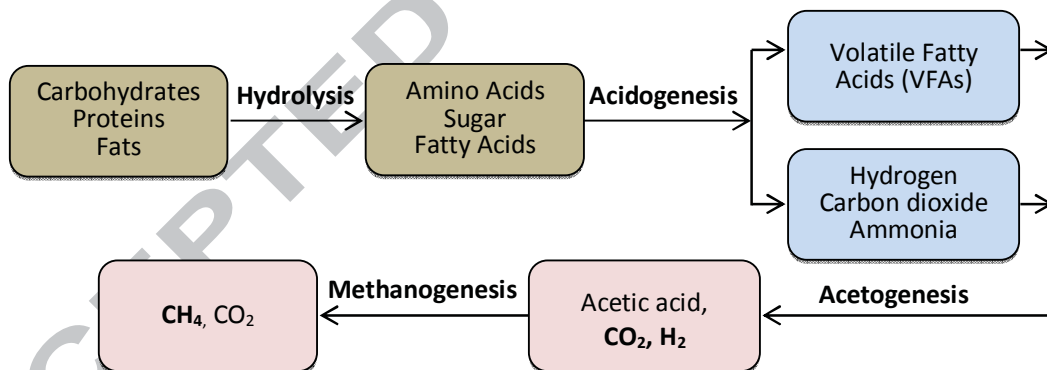 Carbohydrates
Proteins
Fats
Hydrolysis
Amino Acids
Sugar
Fatty Acids
Acidogenesis
Volatile Fatty
Acids (VFAs)
Hydrogen
Carbon dioxide
Ammonia
Acetogenesis
Acetic acid,
CO₂, H₂
Methanogenesis
CH₄, CO₂
CEPTED